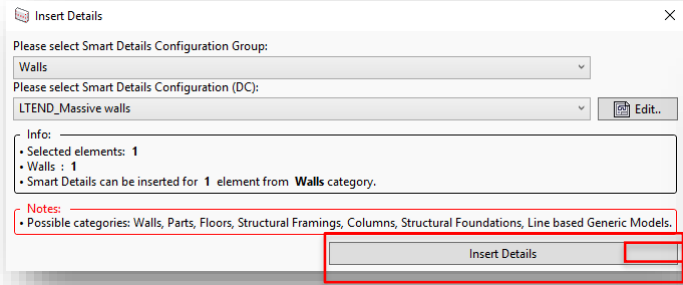 Insert Details
Please select Smart Details Configuration Group:
Walls
Please select Smart Details Configuration (DC):
LTEND_Massive walls
Edit..
Info:
• Selected elements: 1
• Walls : 1
• Smart Details can be inserted for 1 element from Walls category.
Notes:
• Possible categories: Walls, Parts, Floors, Structural Framings, Columns, Structural Foundations, Line based Generic Models.
Insert Details